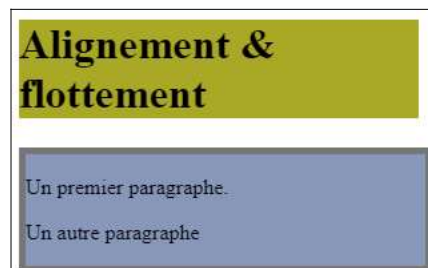 Alignement &
flottement
Un premier paragraphe.
Un autre paragraphe